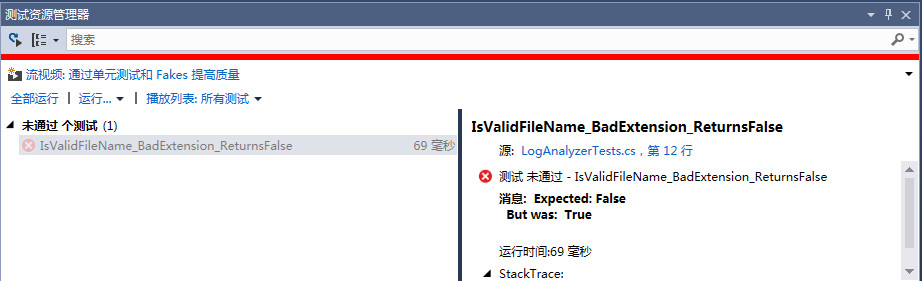 测试资源管理器
搜索
流视频: 通过单元测试和 Fakes 提高质量
全部运行 | 运行... | 播放列表: 所有测试
未通过 个测试 (1)
IsValidFileName_BadExtension_ReturnsFalse 69 毫秒
IsValidFileName_BadExtension_ReturnsFalse
源: LogAnalyzerTests.cs，第 12 行
测试 未通过 - IsValidFileName_BadExtension_ReturnsFalse
消息: Expected: False
But was: True
运行时间:69 毫秒
StackTrace: